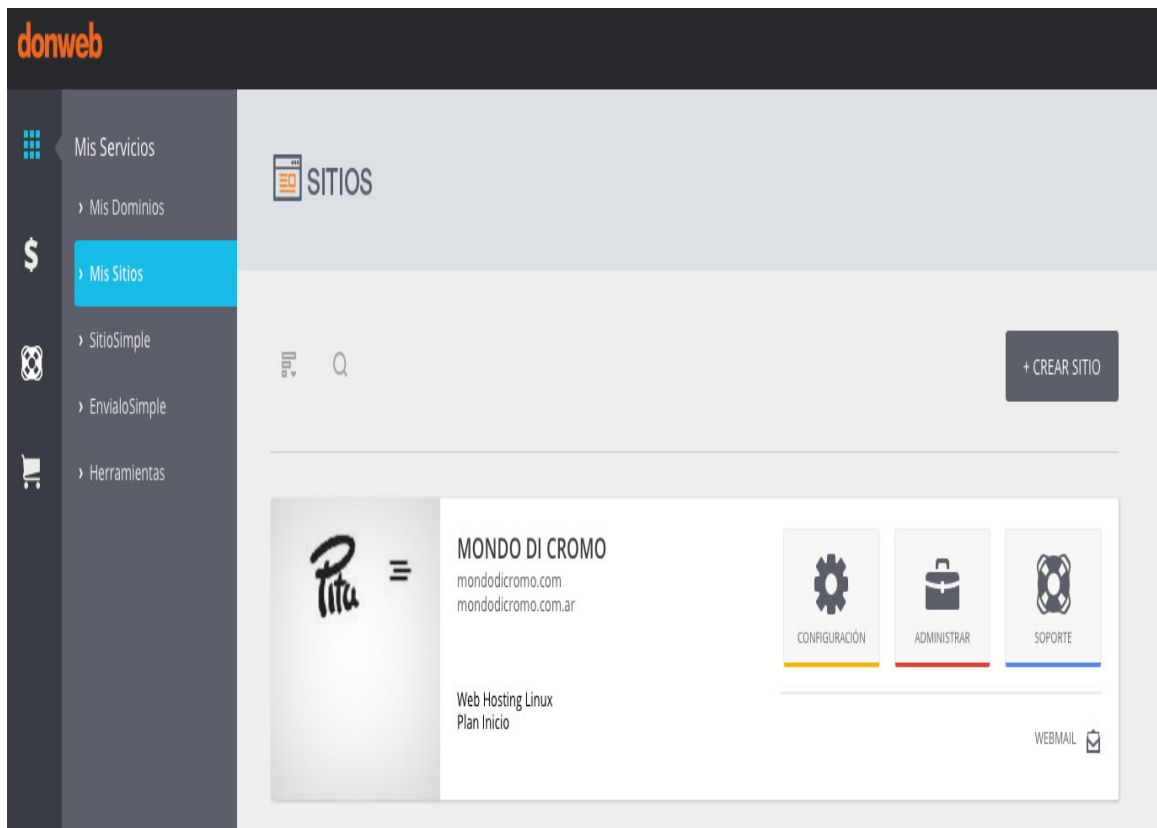 donweb
Mis Servicios
› Mis Dominios
› Mis Sitios
› SitioSimple
› EnvialoSimple
› Herramientas
SITIOS
+ CREAR SITIO
Pitu
MONDO DI CROMO
mondodicromo.com
mondodicromo.com.ar
Web Hosting Linux
Plan Inicio
CONFIGURACIÓN
ADMINISTRAR
SOPORTE
WEBMAIL